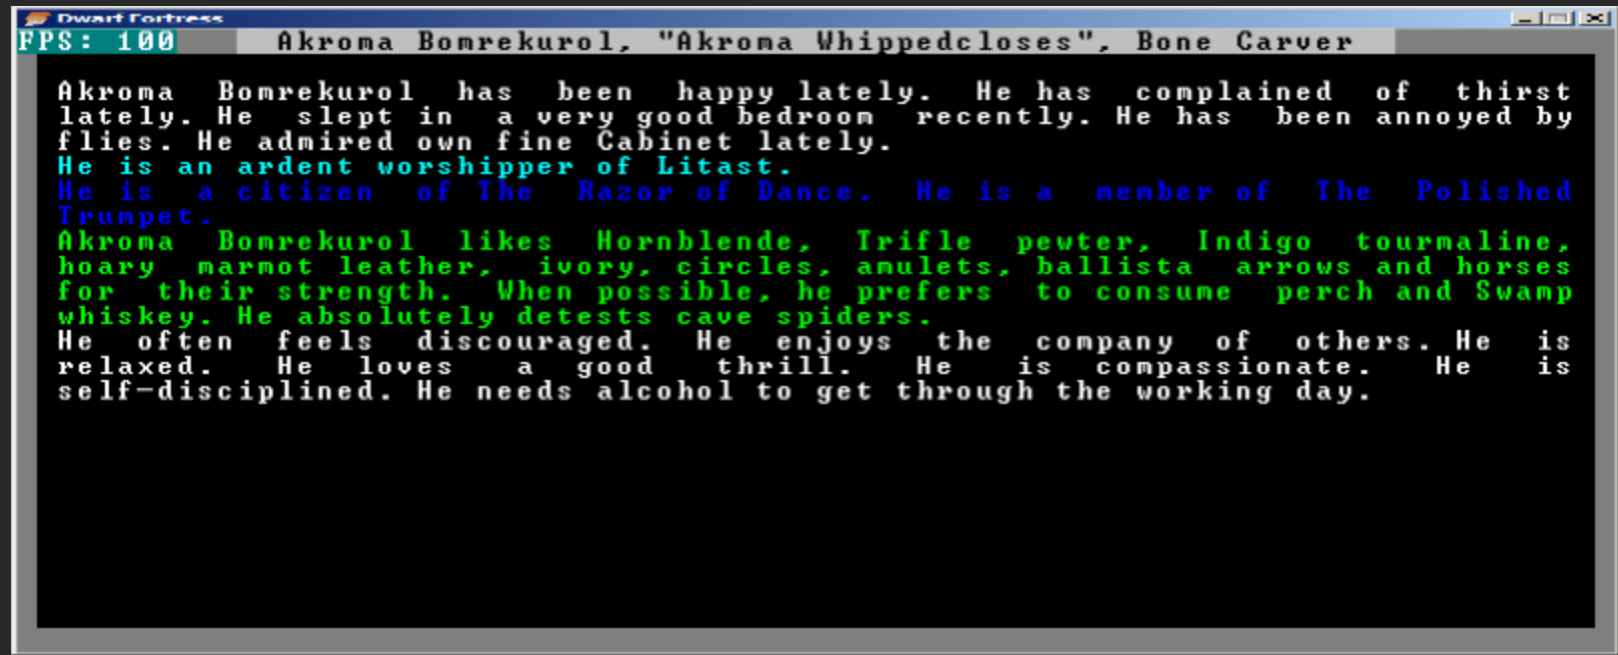 Dwarf Fortress
FPS: 100 Akroma Bomrekurol, "Akroma Whippedcloses", Bone Carver
Akroma Bomrekurol has been happy lately. He has complained of thirst
lately. He slept in a very good bedroom recently. He has been annoyed by
flies. He admired own fine Cabinet lately.
He is an ardent worshipper of Litast.
He is a citizen of The Razor of Dance. He is a member of The Polished
Trumpet.
Akroma Bomrekurol likes Hornblende, Trifle pewter, Indigo tourmaline,
hoary marmot leather, ivory, circles, amulets, ballista arrows and horses
for their strength. When possible, he prefers to consume perch and Swamp
whiskey. He absolutely detests cave spiders.
He often feels discouraged. He enjoys the company of others. He is
relaxed. He loves a good thrill. He is compassionate. He is
self-disciplined. He needs alcohol to get through the working day.